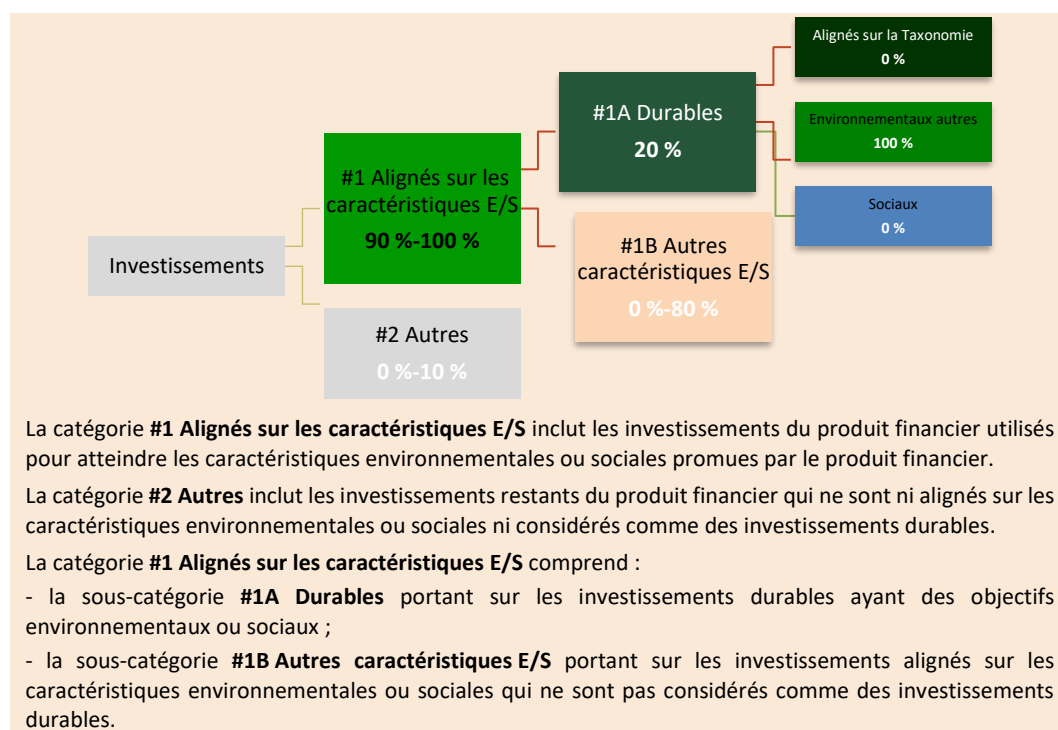 Alignés sur la Taxonomie
0 %
#1A Durables
20 %
Environnementaux autres
100 %
#1 Alignés sur les
caractéristiques E/S
90 %-100 %
Sociaux
0 %
Investissements
#1B Autres
caractéristiques E/S
0 %-80 %
#2 Autres
0 %-10 %
La catégorie #1 Alignés sur les caractéristiques E/S inclut les investissements du produit financier utilisés
pour atteindre les caractéristiques environnementales ou sociales promues par le produit financier.
La catégorie #2 Autres inclut les investissements restants du produit financier qui ne sont ni alignés sur les
caractéristiques environnementales ou sociales ni considérés comme des investissements durables.
La catégorie #1 Alignés sur les caractéristiques E/S comprend :
- la sous-catégorie #1A Durables portant sur les investissements durables ayant des objectifs
environnementaux ou sociaux ;
- la sous-catégorie #1B Autres caractéristiques E/S portant sur les investissements alignés sur les
caractéristiques environnementales ou sociales qui ne sont pas considérés comme des investissements
durables.